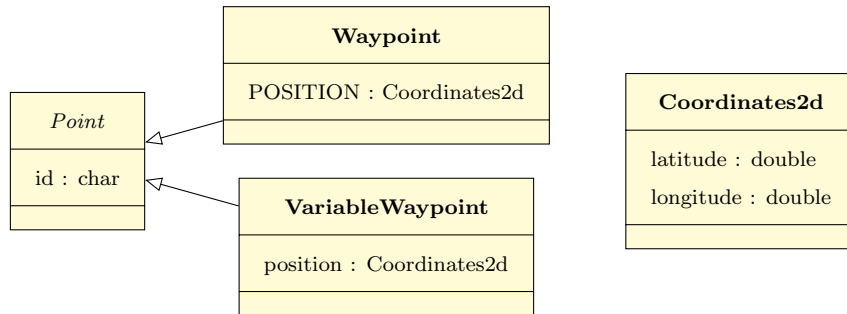 Waypoint
POSITION : Coordinates2d
Point
id : char
VariableWaypoint
position : Coordinates2d
Coordinates2d
latitude : double
longitude : double